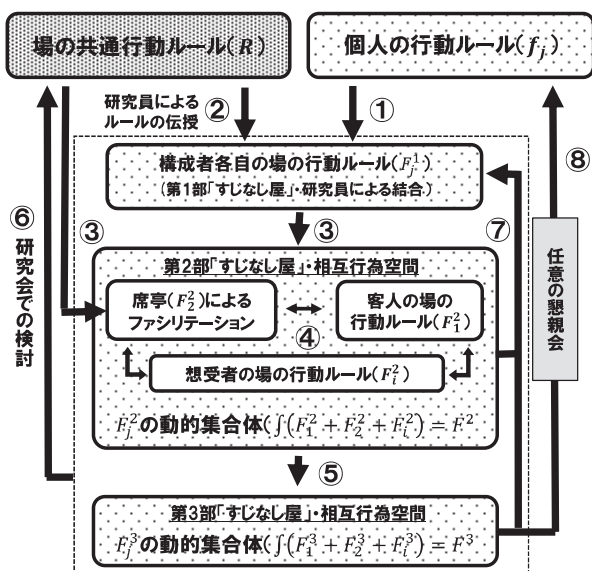 場の共通行動ルール(R)
個人の行動ルール(f_j)
研究員による
ルールの伝授
②
①
構成者各自の場の行動ルール(F_j^1)
(第1部「すじなし屋」・研究員による結合)
⑧
⑥
研究会での検討
③
③
⑦
任意の懇親会
第2部「すじなし屋」・相互行為空間
席亭(F_2^2)による
ファシリテーション
客人の場の
行動ルール(F_1^2)
④
想受者の場の行動ルール(F_i^2)
F_j^2の動的集合体(∫(F_1^2 + F_2^2 + F_i^2) = F^2
⑤
第3部「すじなし屋」・相互行為空間
F_j^3の動的集合体(∫(F_1^3 + F_2^3 + F_i^3) = F^3